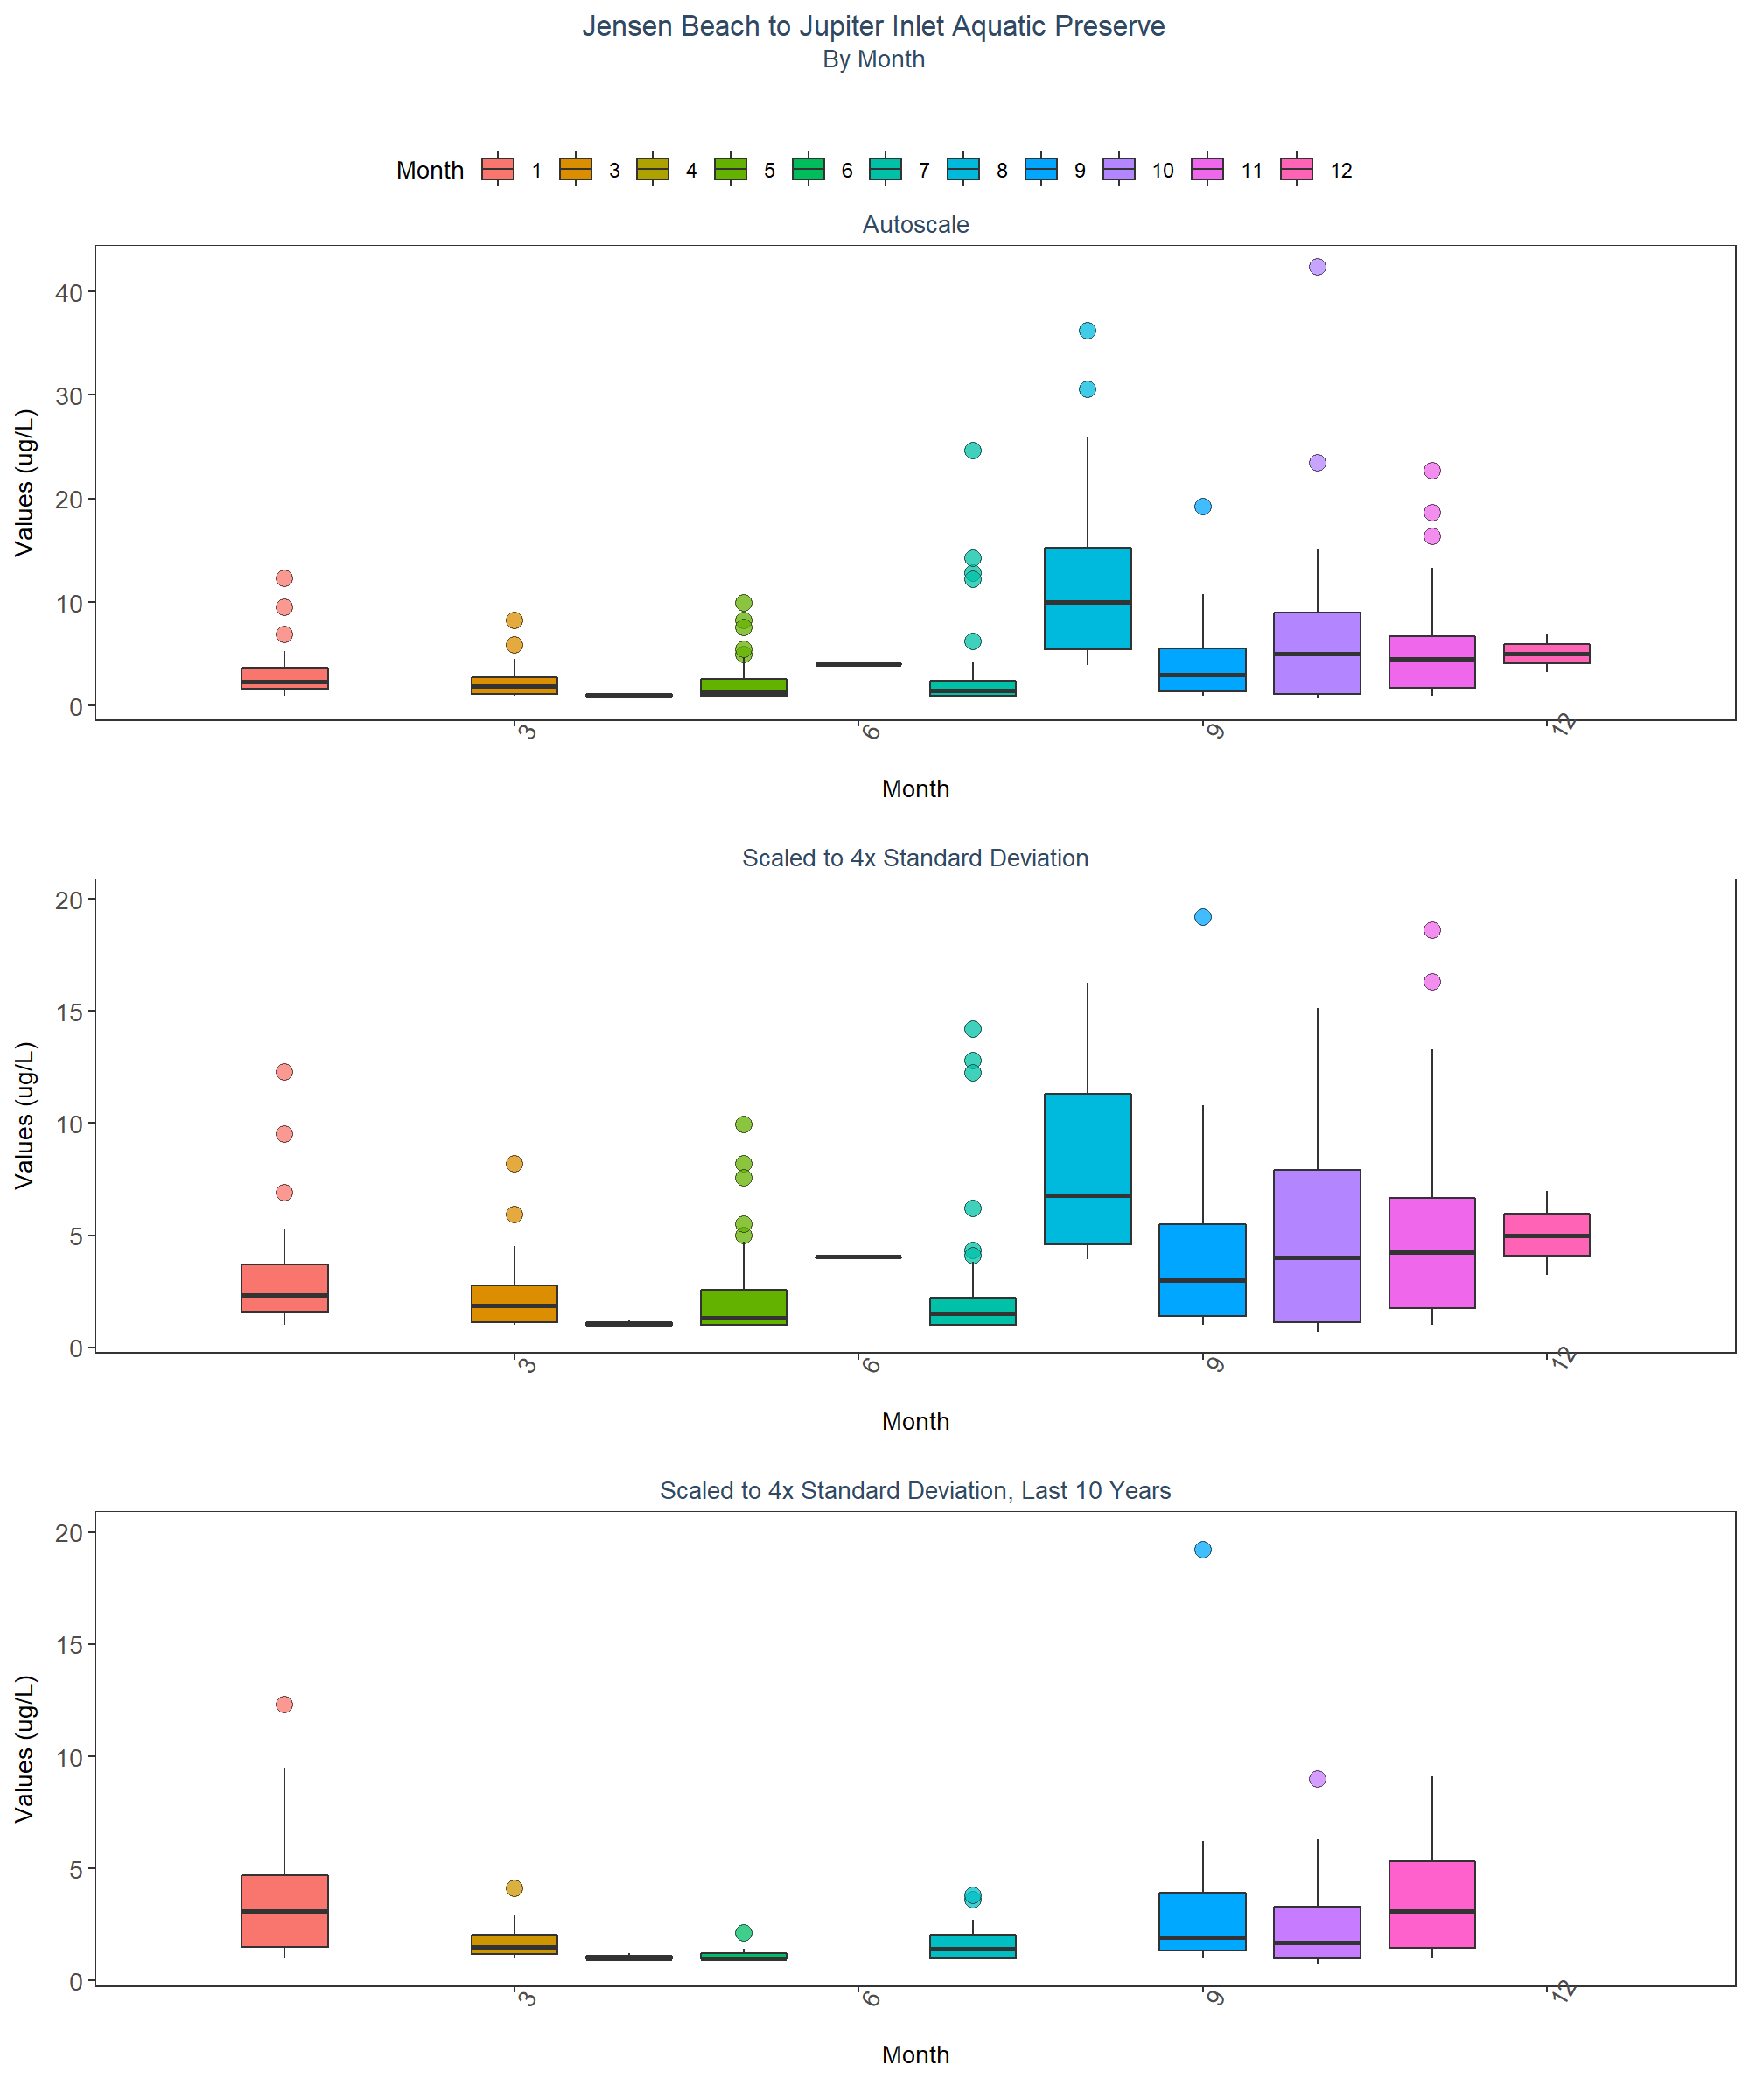 Jensen Beach to Jupiter Inlet Aquatic Preserve
By Month
Month 1 3 4 5 6 7 8 9 10 11 12
Autoscale
Values (ug/L)
40
30
20
10
0
3 6 9 12
Month
Scaled to 4x Standard Deviation
Values (ug/L)
20
15
10
5
0
3 6 9 12
Month
Scaled to 4x Standard Deviation, Last 10 Years
Values (ug/L)
20
15
10
5
0
3 6 9 12
Month